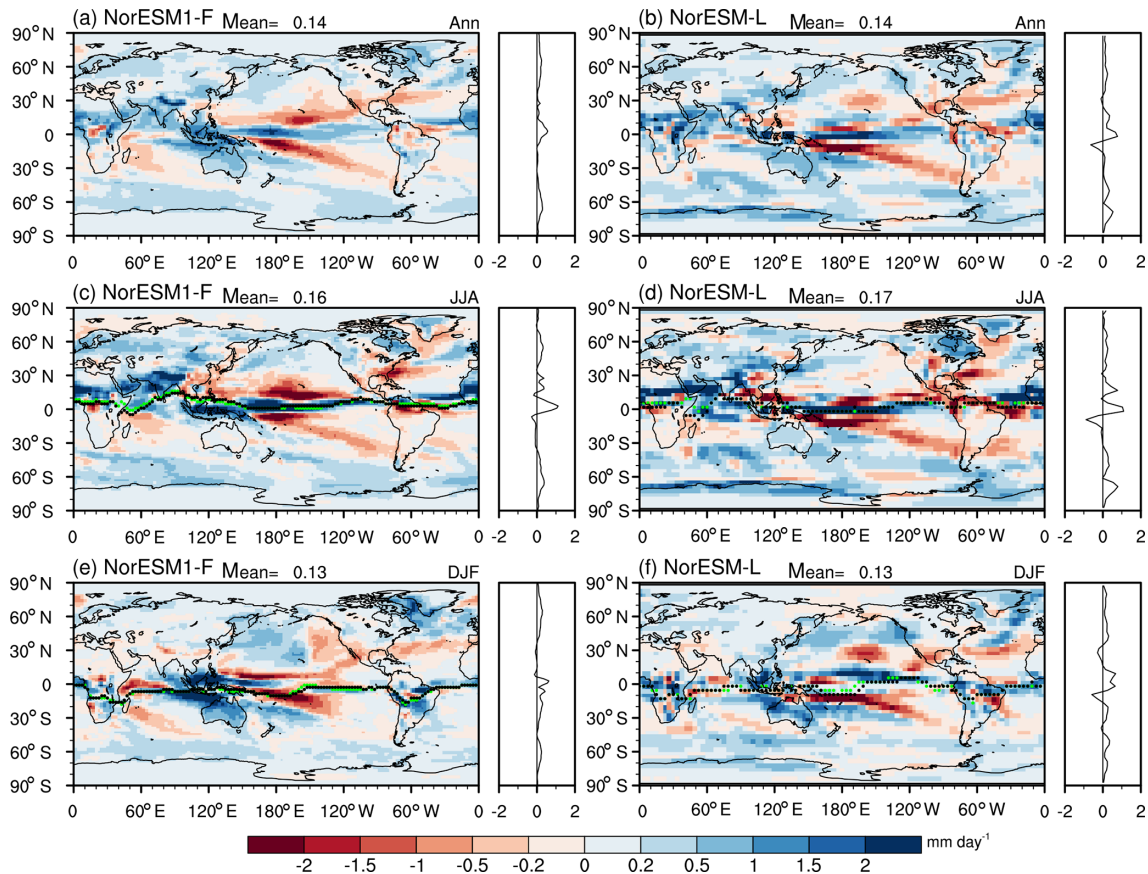 (a) NorESM1-F Mean= 0.14 Ann
(b) NorESM-L Mean= 0.14 Ann
90° N
60° N
30° N
0
30° S
60° S
90° S
0 60° E 120° E 180° E 120° W 60° W 0
-2 0 2
90° N
60° N
30° N
0
30° S
60° S
90° S
0 60° E 120° E 180° E 120° W 60° W 0
-2 0 2
(c) NorESM1-F Mean= 0.16 JJA
(d) NorESM-L Mean= 0.17 JJA
90° N
60° N
30° N
0
30° S
60° S
90° S
0 60° E 120° E 180° E 120° W 60° W 0
-2 0 2
90° N
60° N
30° N
0
30° S
60° S
90° S
0 60° E 120° E 180° E 120° W 60° W 0
-2 0 2
(e) NorESM1-F Mean= 0.13 DJF
(f) NorESM-L Mean= 0.13 DJF
90° N
60° N
30° N
0
30° S
60° S
90° S
0 60° E 120° E 180° E 120° W 60° W 0
-2 0 2
90° N
60° N
30° N
0
30° S
60° S
90° S
0 60° E 120° E 180° E 120° W 60° W 0
-2 0 2
mm day⁻¹
-2 -1.5 -1 -0.5 -0.2 0 0.2 0.5 1 1.5 2